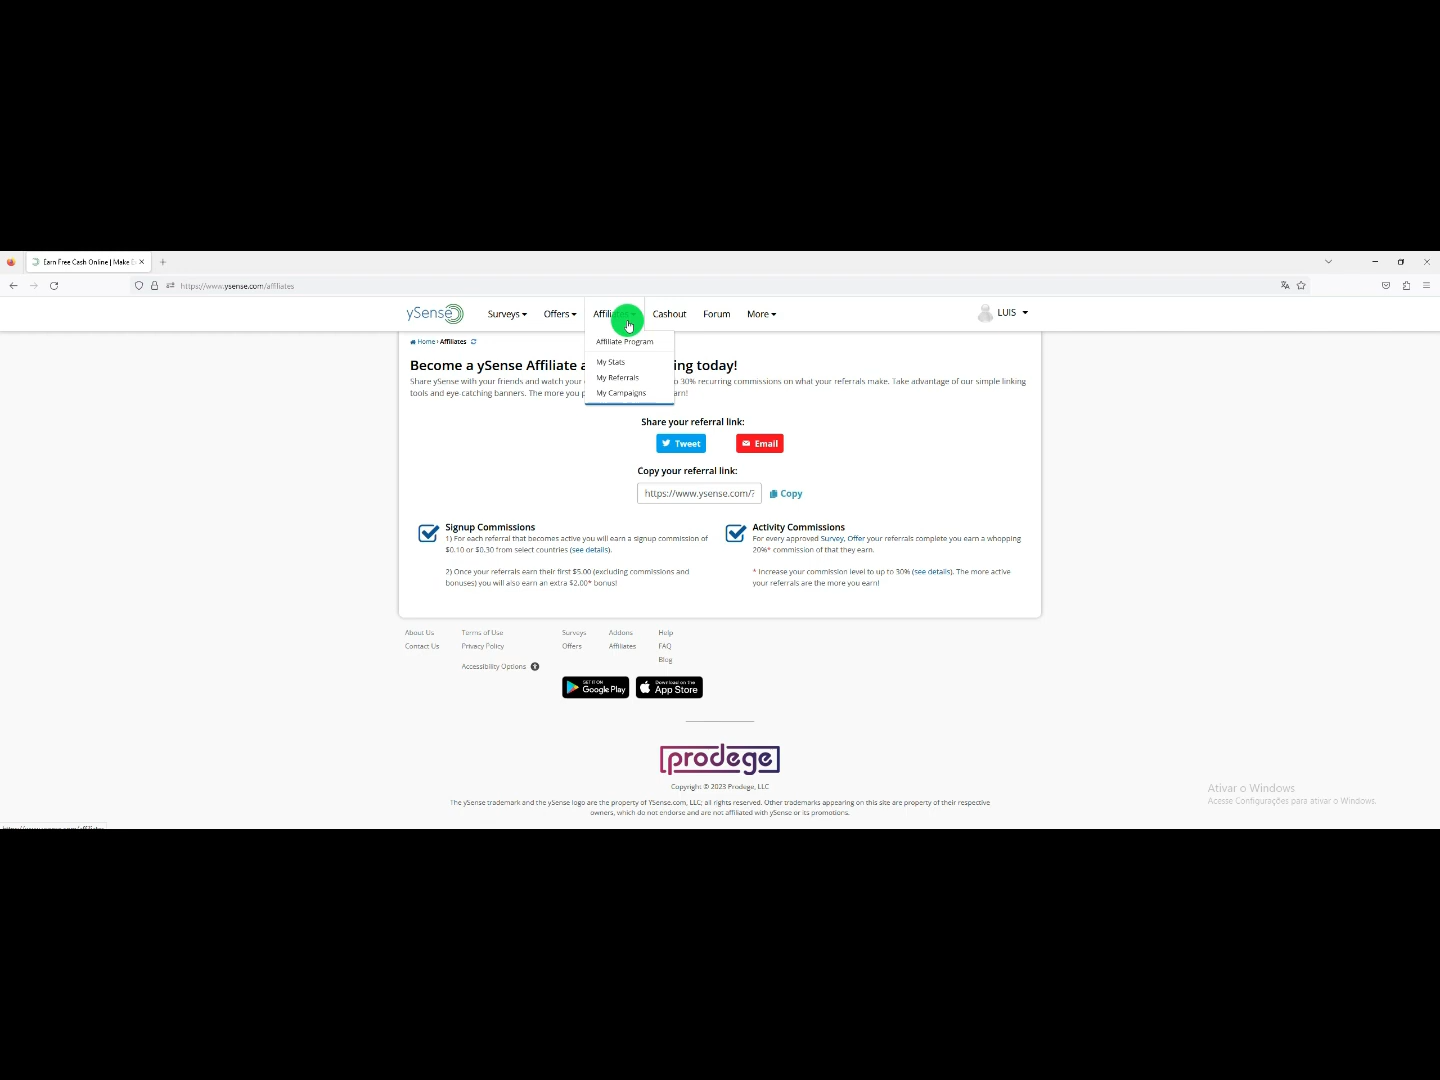 Earn Free Cash Online | Make E
https://www.ysense.com/affiliates
ySense
Surveys
Offers
Affiliates
Cashout
Forum
More
LUIS
Home › Affiliates
Affiliate Program
My Stats
My Referrals
My Campaigns
Become a ySense Affiliate a ing today!
Share ySense with your friends and watch your o 30% recurring commissions on what your referrals make. Take advantage of our simple linking
tools and eye-catching banners. The more you p arn!
Share your referral link:
Tweet
Email
Copy your referral link:
https://www.ysense.com/?
Copy
Signup Commissions
1) For each referral that becomes active you will earn a signup commission of
$0.10 or $0.30 from select countries (see details).
2) Once your referrals earn their first $5.00 (excluding commissions and
bonuses) you will also earn an extra $2.00* bonus!
Activity Commissions
For every approved Survey, Offer your referrals complete you earn a whopping
20%* commission of that they earn.
* Increase your commission level to up to 30% (see details). The more active
your referrals are the more you earn!
About Us
Contact Us
Terms of Use
Privacy Policy
Accessibility Options
Surveys
Offers
Addons
Affiliates
Help
FAQ
Blog
GET IT ON
Google Play
Download on the
App Store
prodege
Copyright © 2023 Prodege, LLC
The ySense trademark and the ySense logo are the property of YSense.com, LLC; all rights reserved. Other trademarks appearing on this site are property of their respective
owners, which do not endorse and are not affiliated with ySense or its promotions.
Ativar o Windows
Acesse Configurações para ativar o Windows.